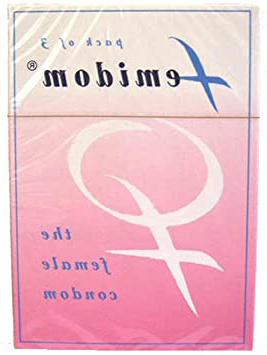 pack of 3
femidom®
the
female
condom